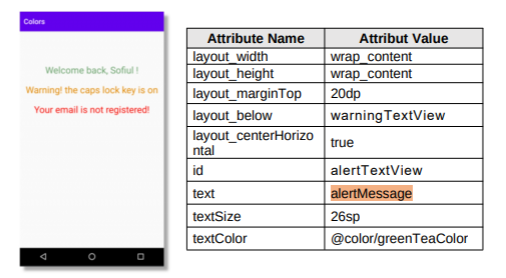 Colors
Welcome back, Sofiul !
Warning! the caps lock key is on
Your email is not registered!
Attribute Name Attribut Value
layout_width wrap_content
layout_height wrap_content
layout_marginTop 20dp
layout_below warningTextView
layout_centerHorizo
ntal true
id alertTextView
text alertMessage
textSize 26sp
textColor @color/greenTeaColor